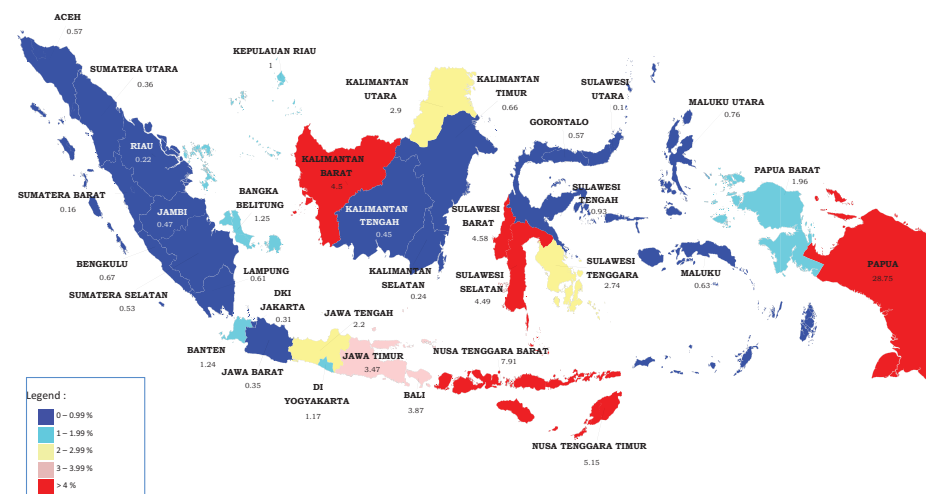 ACEH
0.57
SUMATERA UTARA
0.36
KEPULAUAN RIAU
1
KALIMANTAN
UTARA
2.9
KALIMANTAN
TIMUR
0.66
SULAWESI
UTARA
0.1
GORONTALO
0.57
MALUKU UTARA
0.76
RIAU
0.22
KALIMANTAN
BARAT
4.5
PAPUA BARAT
1.96
SUMATERA BARAT
0.16
JAMBI
0.47
BANGKA
BELITUNG
1.25
KALIMANTAN
TENGAH
0.45
SULAWESI
BARAT
4.58
SULAWESI
TENGAH
0.93
BENGKULU
0.67
SUMATERA SELATAN
0.53
LAMPUNG
0.61
KALIMANTAN
SELATAN
0.24
SULAWESI
SELATAN
4.49
SULAWESI
TENGGARA
2.74
MALUKU
0.63
PAPUA
28.75
DKI
JAKARTA
0.31
JAWA TENGAH
2.2
BANTEN
1.24
JAWA BARAT
0.35
JAWA TIMUR
3.47
NUSA TENGGARA BARAT
7.91
DI
YOGYAKARTA
1.17
BALI
3.87
NUSA TENGGARA TIMUR
5.15
Legend :
0 – 0.99 %
1 – 1.99 %
2 – 2.99 %
3 – 3.99 %
> 4 %